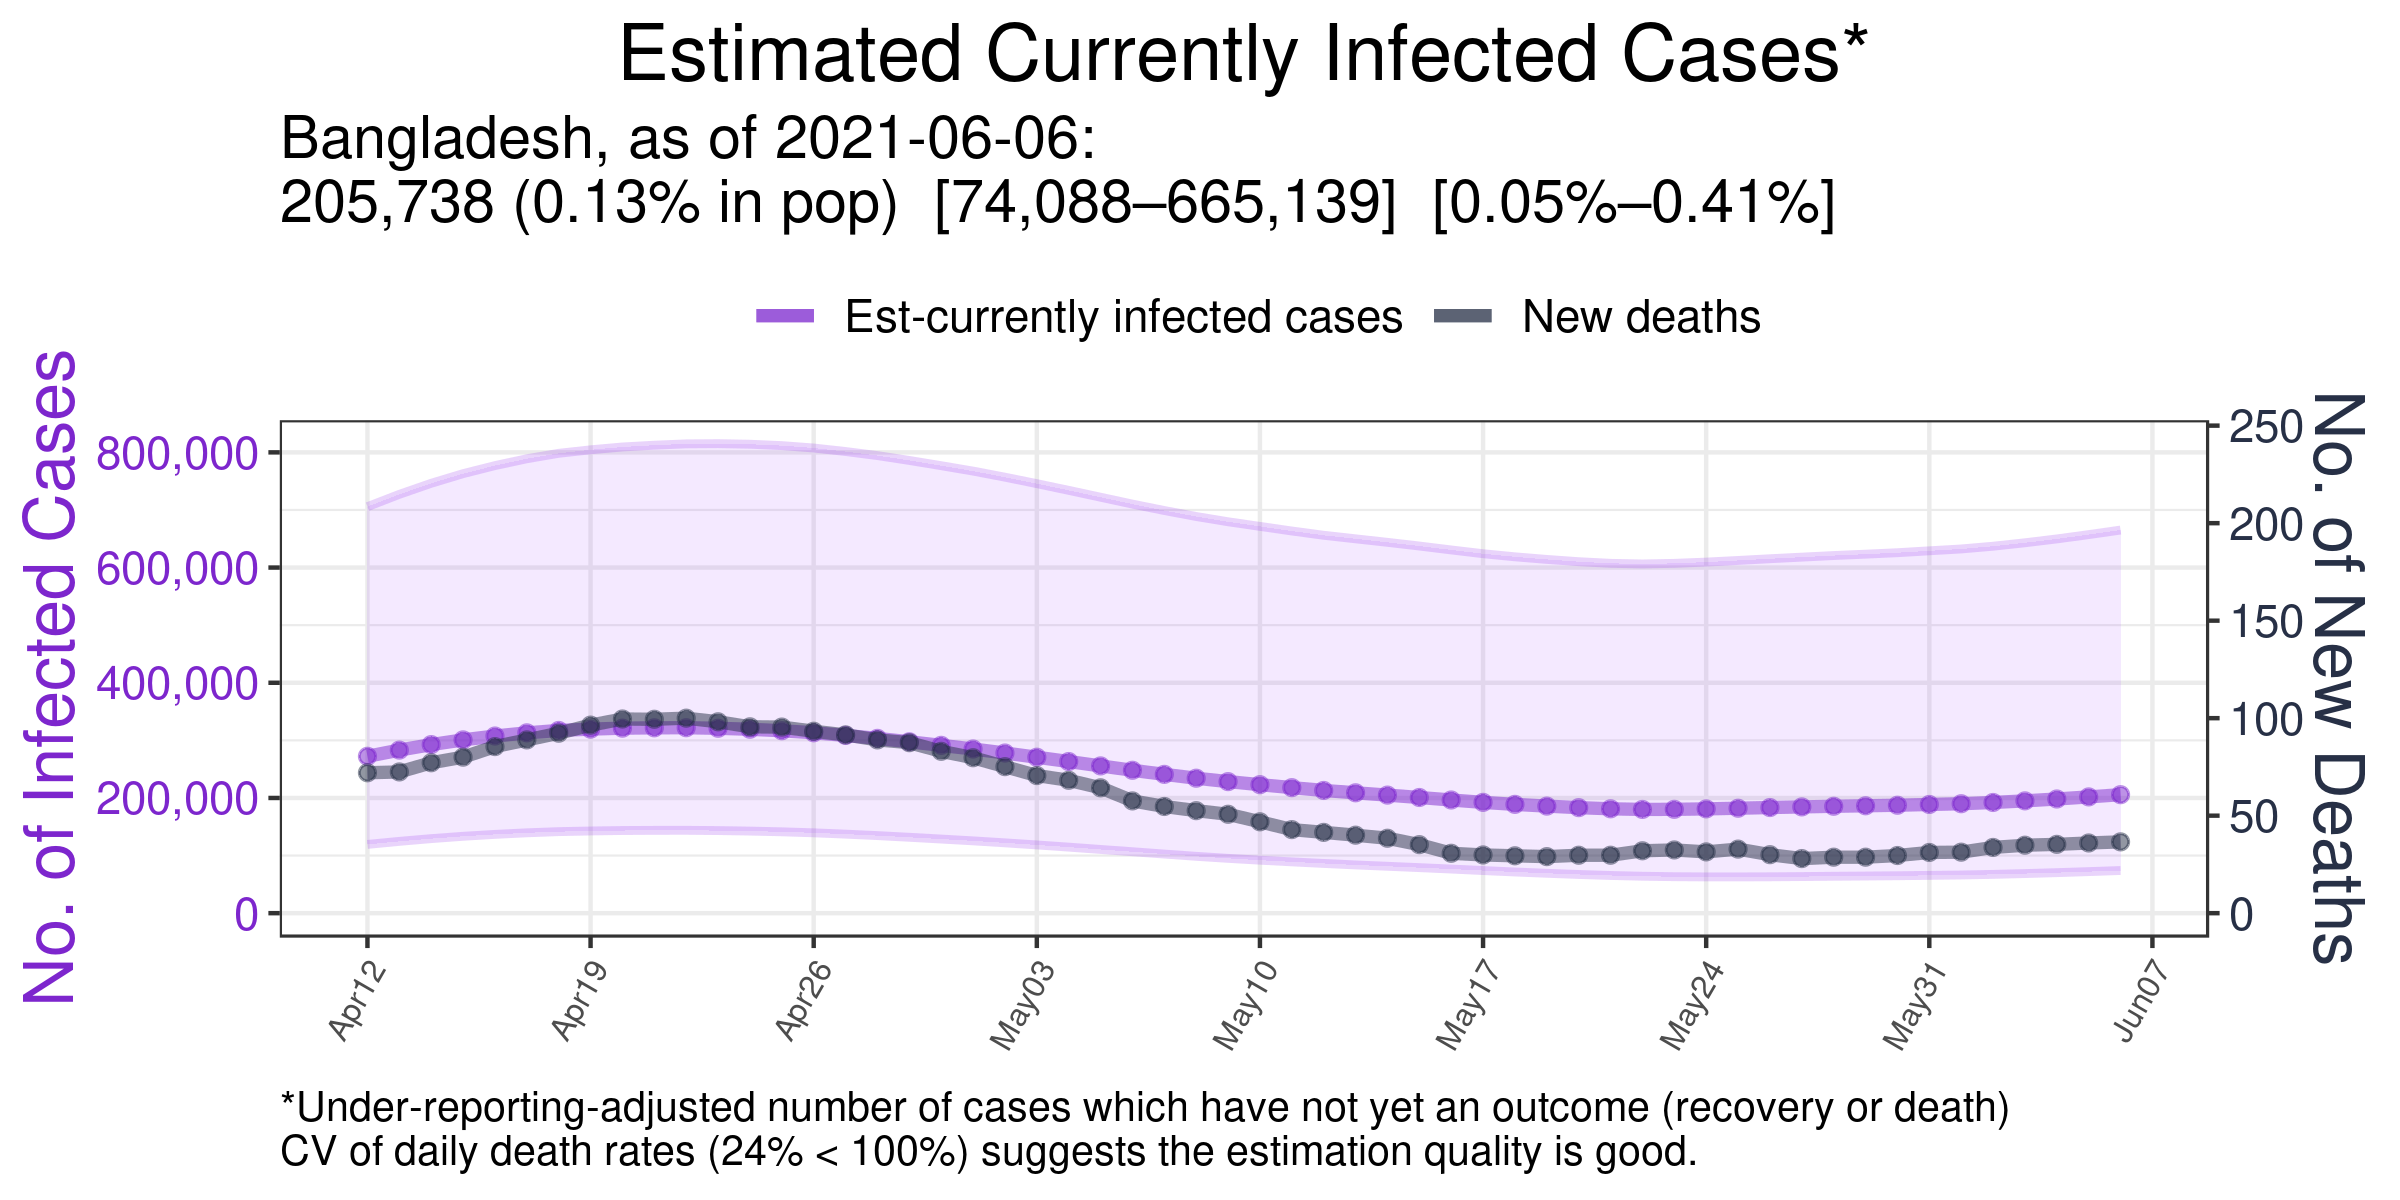 Estimated Currently Infected Cases*
Bangladesh, as of 2021-06-06:
205,738 (0.13% in pop) [74,088–665,139] [0.05%–0.41%]
Est-currently infected cases
New deaths
No. of Infected Cases
800,000
600,000
400,000
200,000
0
250
200
150
100
50
0
No. of New Deaths
Apr12
Apr19
Apr26
May03
May10
May17
May24
May31
Jun07
*Under-reporting-adjusted number of cases which have not yet an outcome (recovery or death)
CV of daily death rates (24% < 100%) suggests the estimation quality is good.